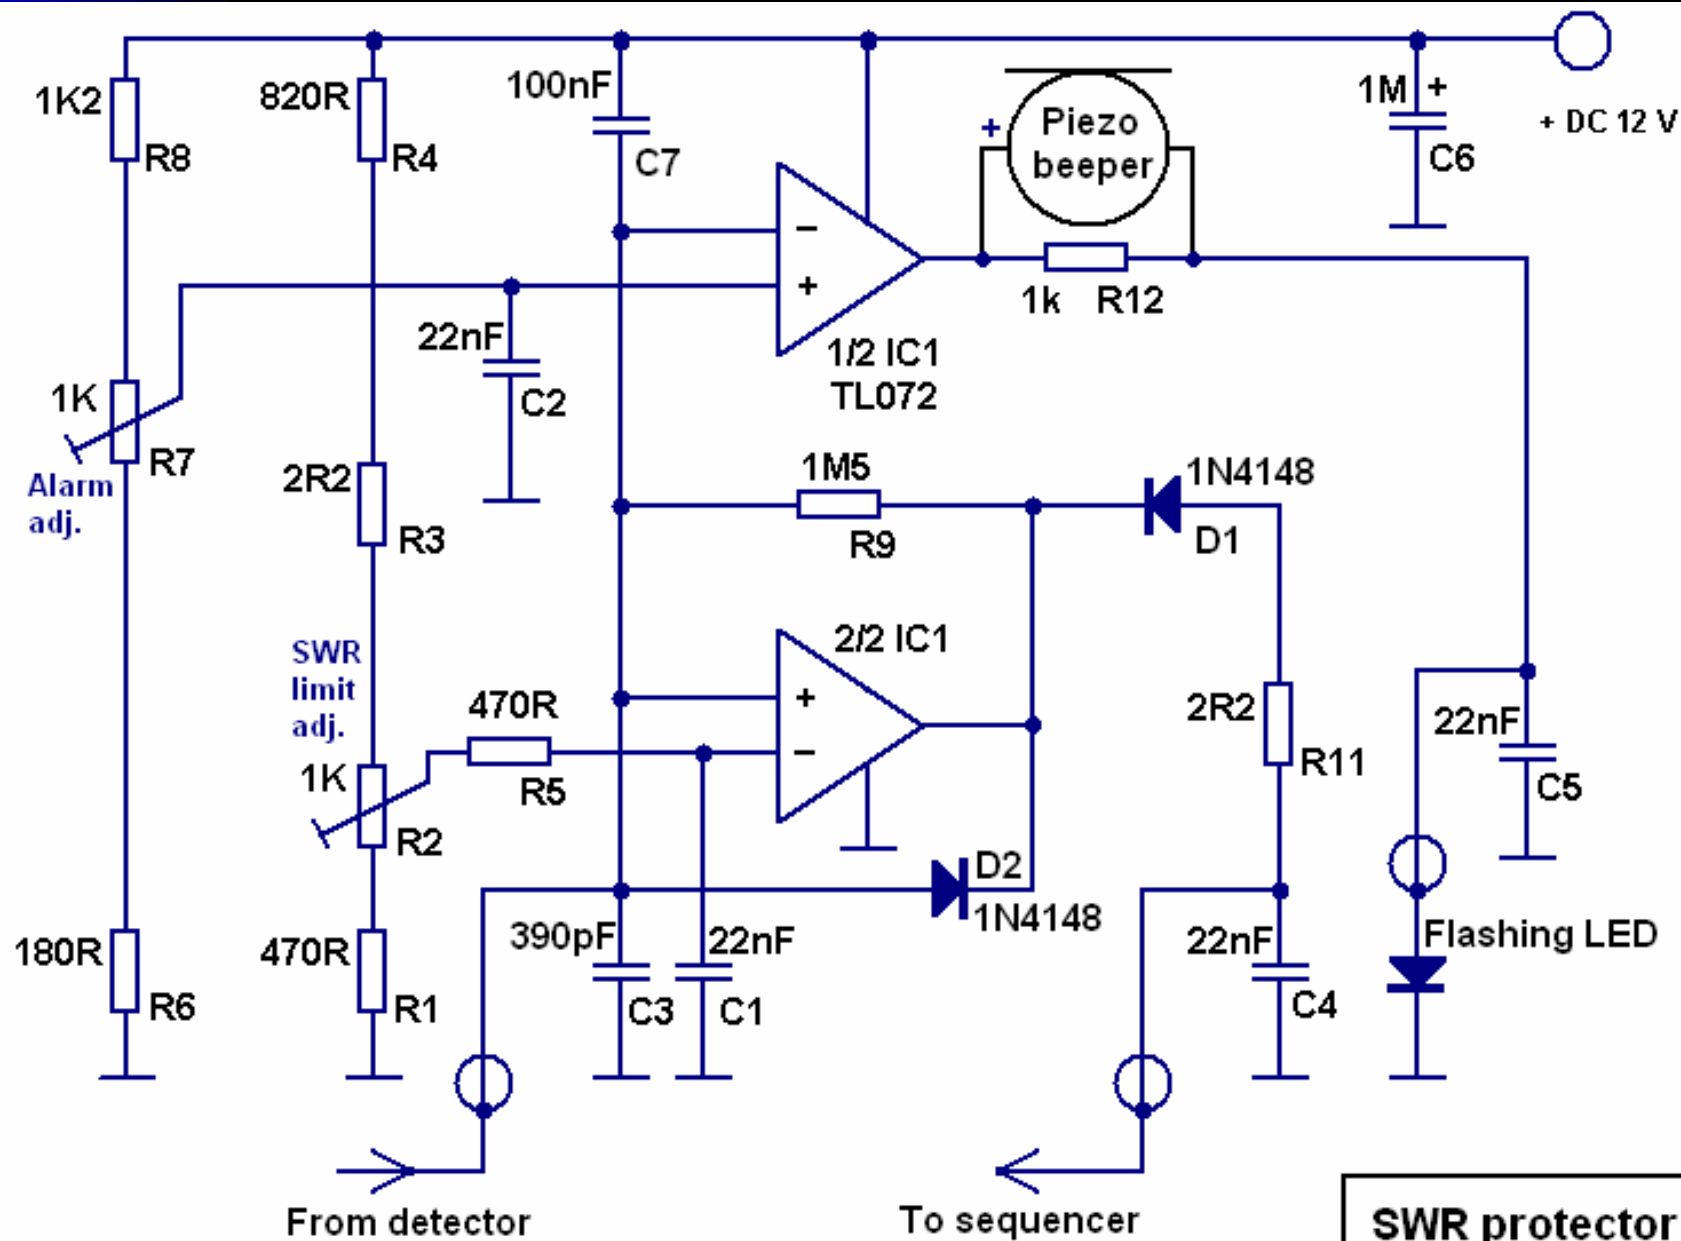 1K2
R8
820R
R4
100nF
C7
Piezo
beeper
+
1M +
C6
+ DC 12 V
−
+
1/2 IC1
TL072
1k R12
22nF
C2
1K
R7
Alarm
adj.
2R2
R3
1M5
R9
1N4148
D1
SWR
limit
adj.
1K
R2
470R
R5
2/2 IC1
+
−
2R2
R11
22nF
C5
D2
1N4148
180R
R6
470R
R1
390pF
C3
22nF
C1
22nF
C4
Flashing LED
From detector
To sequencer
SWR protector